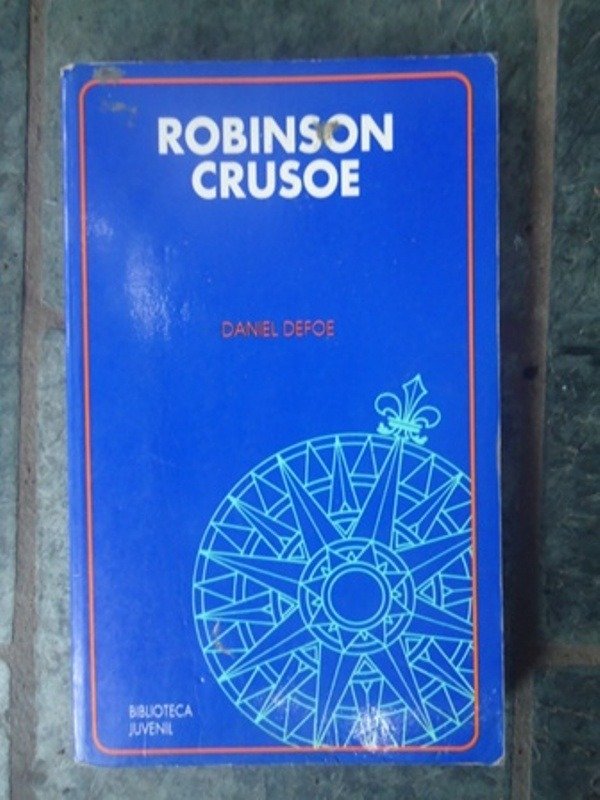 ROBINSON
CRUSOE
DANIEL DEFOE
BIBLIOTECA
JUVENIL